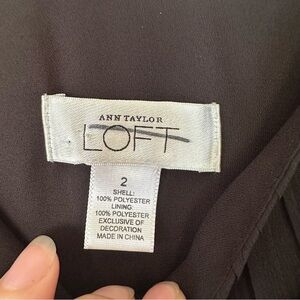 ANN TAYLOR
LOFT
2
SHELL:
100% POLYESTER
LINING:
100% POLYESTER
EXCLUSIVE OF
DECORATION
MADE IN CHINA